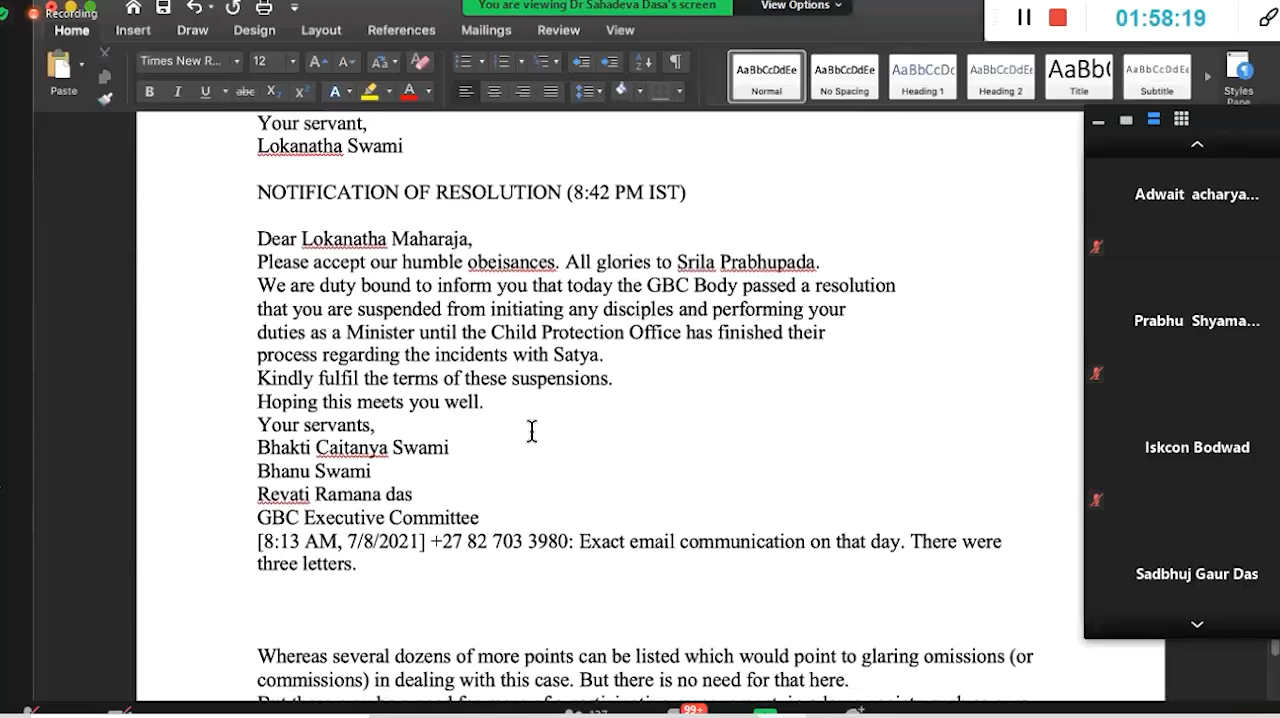 Recording
You are viewing Dr Sahadeva Dasa's screen
View Options
01:58:19
Home
Insert
Draw
Design
Layout
References
Mailings
Review
View
Paste
Times New R...
12
AaBbCcDdEe
Normal
AaBbCcDdEe
No Spacing
AaBbCcDc
Heading 1
AaBbCcDdEe
Heading 2
AaBb(
Title
AaBbCcDdEe
Subtitle
Styles
Pane
Your servant,
Lokanatha Swami
NOTIFICATION OF RESOLUTION (8:42 PM IST)
Dear Lokanatha Maharaja,
Please accept our humble obeisances. All glories to Srila Prabhupada.
We are duty bound to inform you that today the GBC Body passed a resolution
that you are suspended from initiating any disciples and performing your
duties as a Minister until the Child Protection Office has finished their
process regarding the incidents with Satya.
Kindly fulfil the terms of these suspensions.
Hoping this meets you well.
Your servants,
Bhakti Caitanya Swami
Bhanu Swami
Revati Ramana das
GBC Executive Committee
[8:13 AM, 7/8/2021] +27 82 703 3980: Exact email communication on that day. There were
three letters.
Whereas several dozens of more points can be listed which would point to glaring omissions (or
commissions) in dealing with this case. But there is no need for that here.
Adwait acharya...
Prabhu Shyama...
Iskcon Bodwad
Sadbhuj Gaur Das
99+